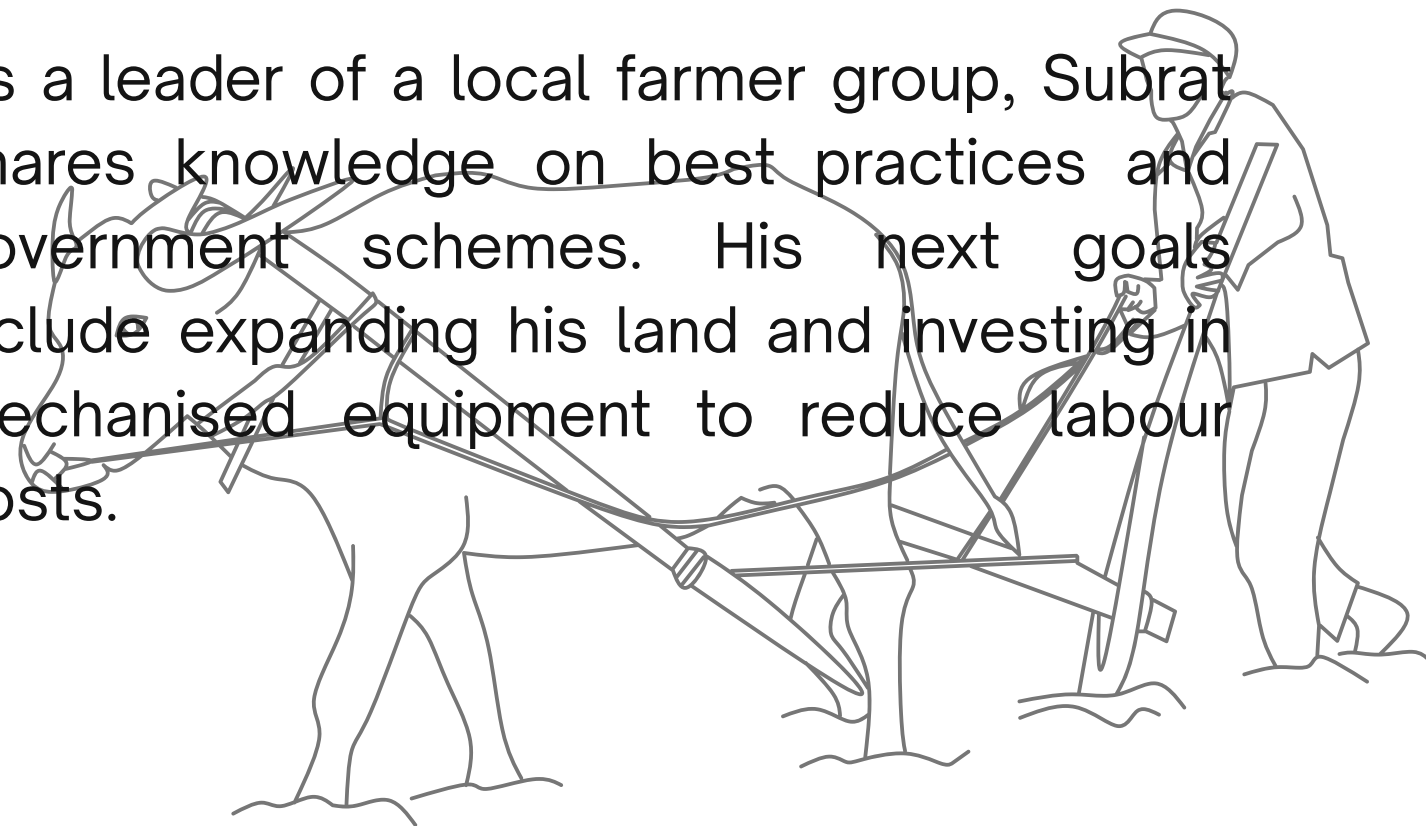 s a leader of a local farmer group, Subrat
hares knowledge on best practices and
overnment schemes. His next goals
clude expanding his land and investing in
echanised equipment to reduce labour
osts.